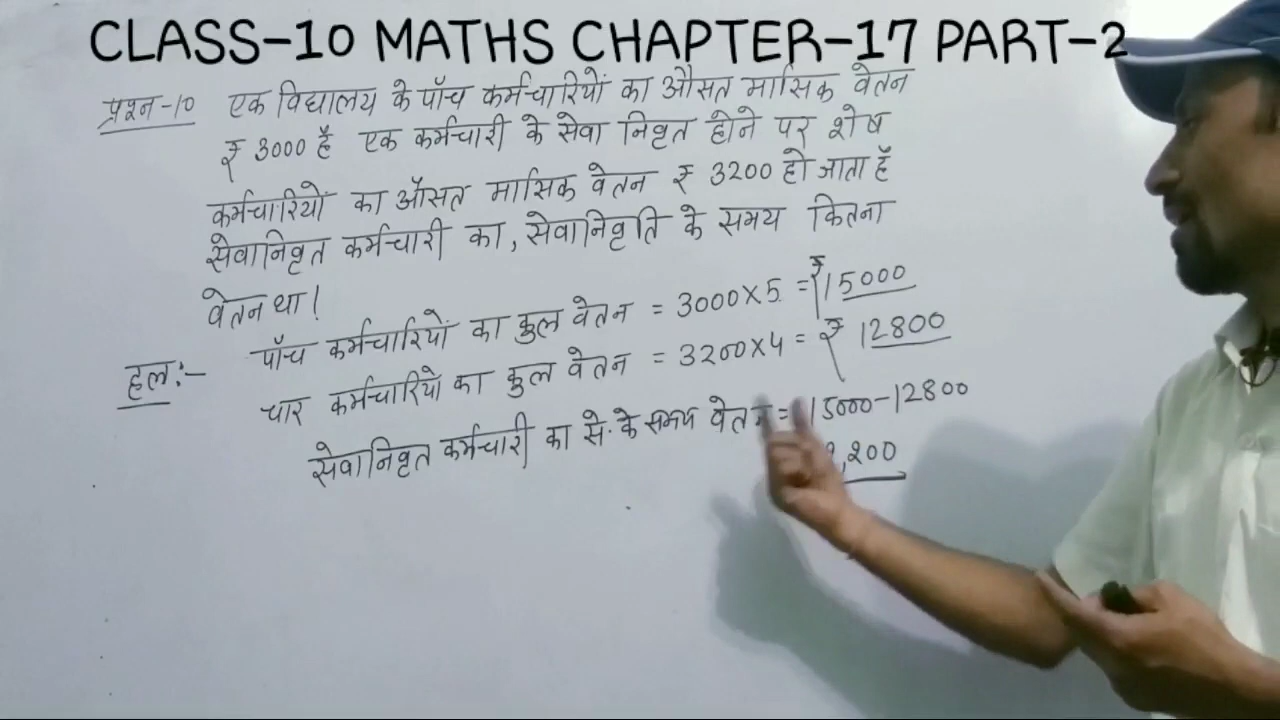 CLASS-10 MATHS CHAPTER-17 PART-2
प्रश्न-10 एक विद्यालय के पाँच कर्मचारियों का औसत मासिक वेतन
₹ 3000 है एक कर्मचारी के सेवा निवृत होने पर शेष
कर्मचारियों का औसत मासिक वेतन ₹ 3200 हो जाता है
सेवानिवृत कर्मचारी का, सेवानिवृति के समय कितना
वेतन था!
हल:- पाँच कर्मचारियों का कुल वेतन = 3000×5 = ₹15000
चार कर्मचारियों का कुल वेतन = 3200×4 = ₹ 12800
सेवानिवृत कर्मचारी का से. के समय वेतन = 15000-12800
,200